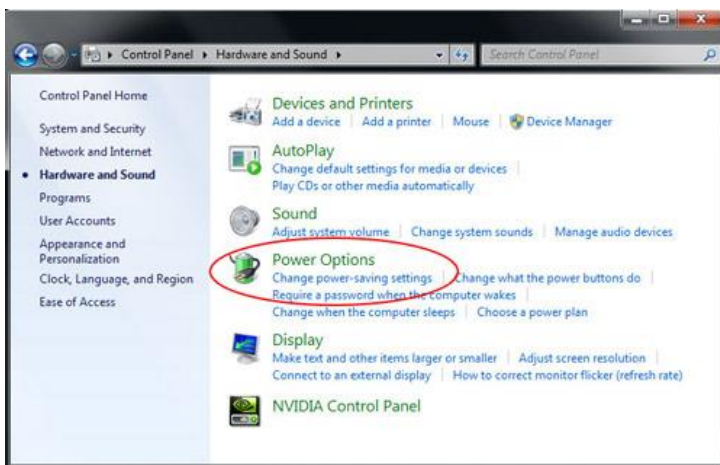 Control Panel Hardware and Sound
Search Control Panel
Control Panel Home
System and Security
Network and Internet
Hardware and Sound
Programs
User Accounts
Appearance and
Personalization
Clock, Language, and Region
Ease of Access
Devices and Printers
Add a device Add a printer Mouse Device Manager
AutoPlay
Change default settings for media or devices
Play CDs or other media automatically
Sound
Adjust system volume Change system sounds Manage audio devices
Power Options
Change power-saving settings Change what the power buttons do
Require a password when the computer wakes
Change when the computer sleeps Choose a power plan
Display
Make text and other items larger or smaller Adjust screen resolution
Connect to an external display How to correct monitor flicker (refresh rate)
NVIDIA Control Panel